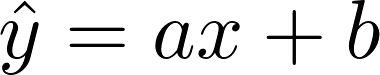 ŷ = ax + b